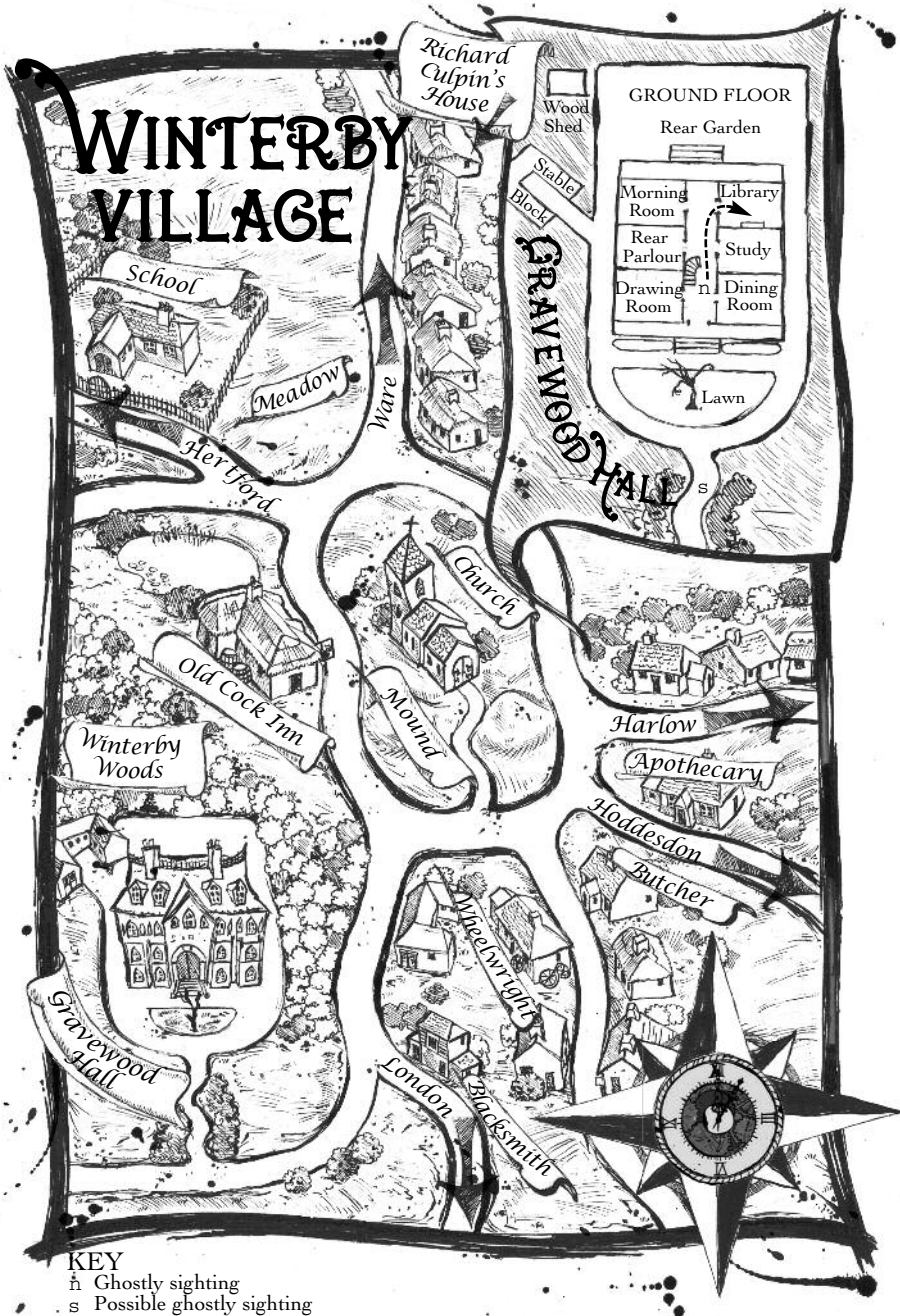 WINTERBY
VILLAGE
Richard
Culpin's
House
Wood
Shed
Stable
Block
GROUND FLOOR
Rear Garden
Morning
Room
Library
Rear
Parlour
Study
Drawing
Room
n
Dining
Room
Lawn
GRAVEWOOD HALL
s
School
Meadow
Ware
Hertford
Church
Old Cock Inn
Mound
Winterby
Woods
Harlow
Apothecary
Hoddesdon
Butcher
Wheelwright
Gravewood
Hall
London
Blacksmith
KEY
n Ghostly sighting
s Possible ghostly sighting